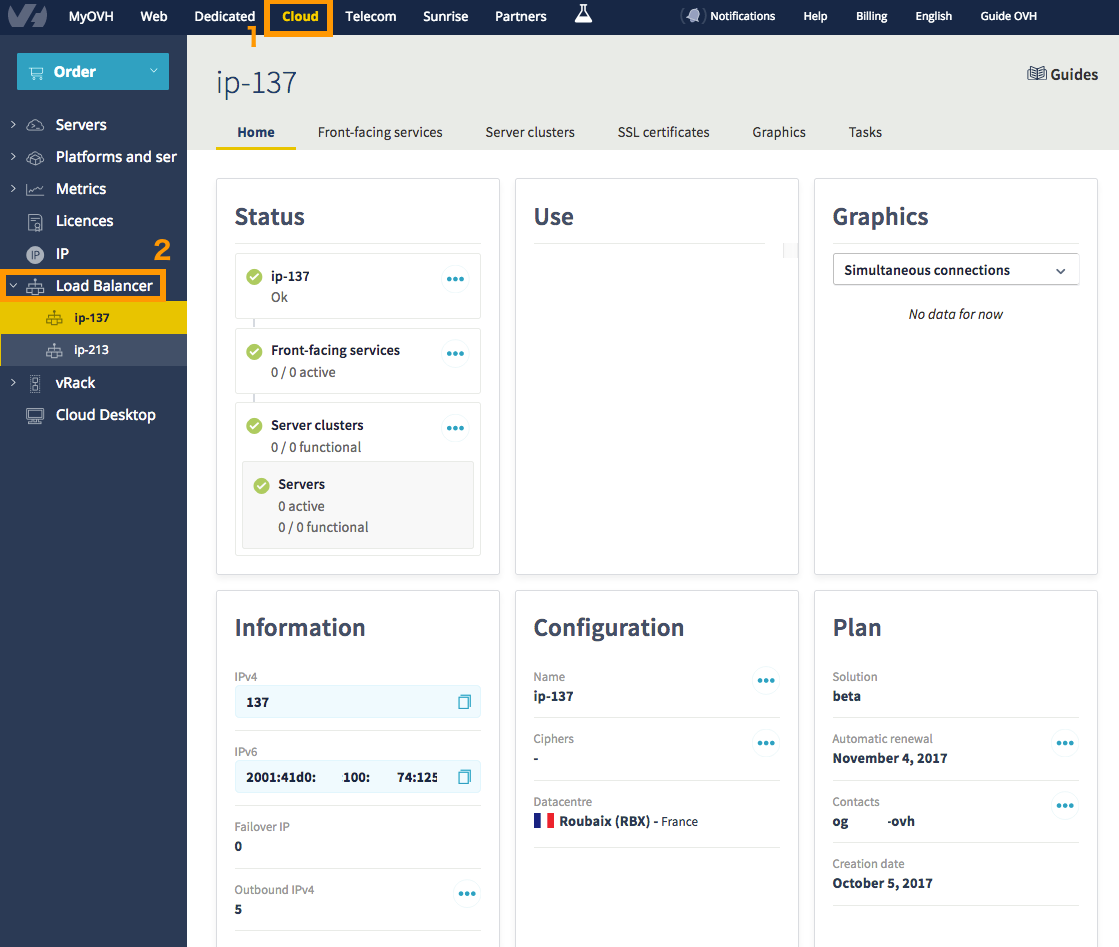 MyOVH Web Dedicated Cloud Telecom Sunrise Partners Notifications Help Billing English Guide OVH
1
Order
Servers
Platforms and ser
Metrics
Licences
IP
2
Load Balancer
ip-137
ip-213
vRack
Cloud Desktop
ip-137
Guides
Home Front-facing services Server clusters SSL certificates Graphics Tasks
Status
ip-137
Ok
Front-facing services
0 / 0 active
Server clusters
0 / 0 functional
Servers
0 active
0 / 0 functional
Use
Graphics
Simultaneous connections
No data for now
Information
IPv4
137
IPv6
2001:41d0: 100: 74:125
Failover IP
0
Outbound IPv4
5
Configuration
Name
ip-137
Ciphers
-
Datacentre
Roubaix (RBX) - France
Plan
Solution
beta
Automatic renewal
November 4, 2017
Contacts
og -ovh
Creation date
October 5, 2017